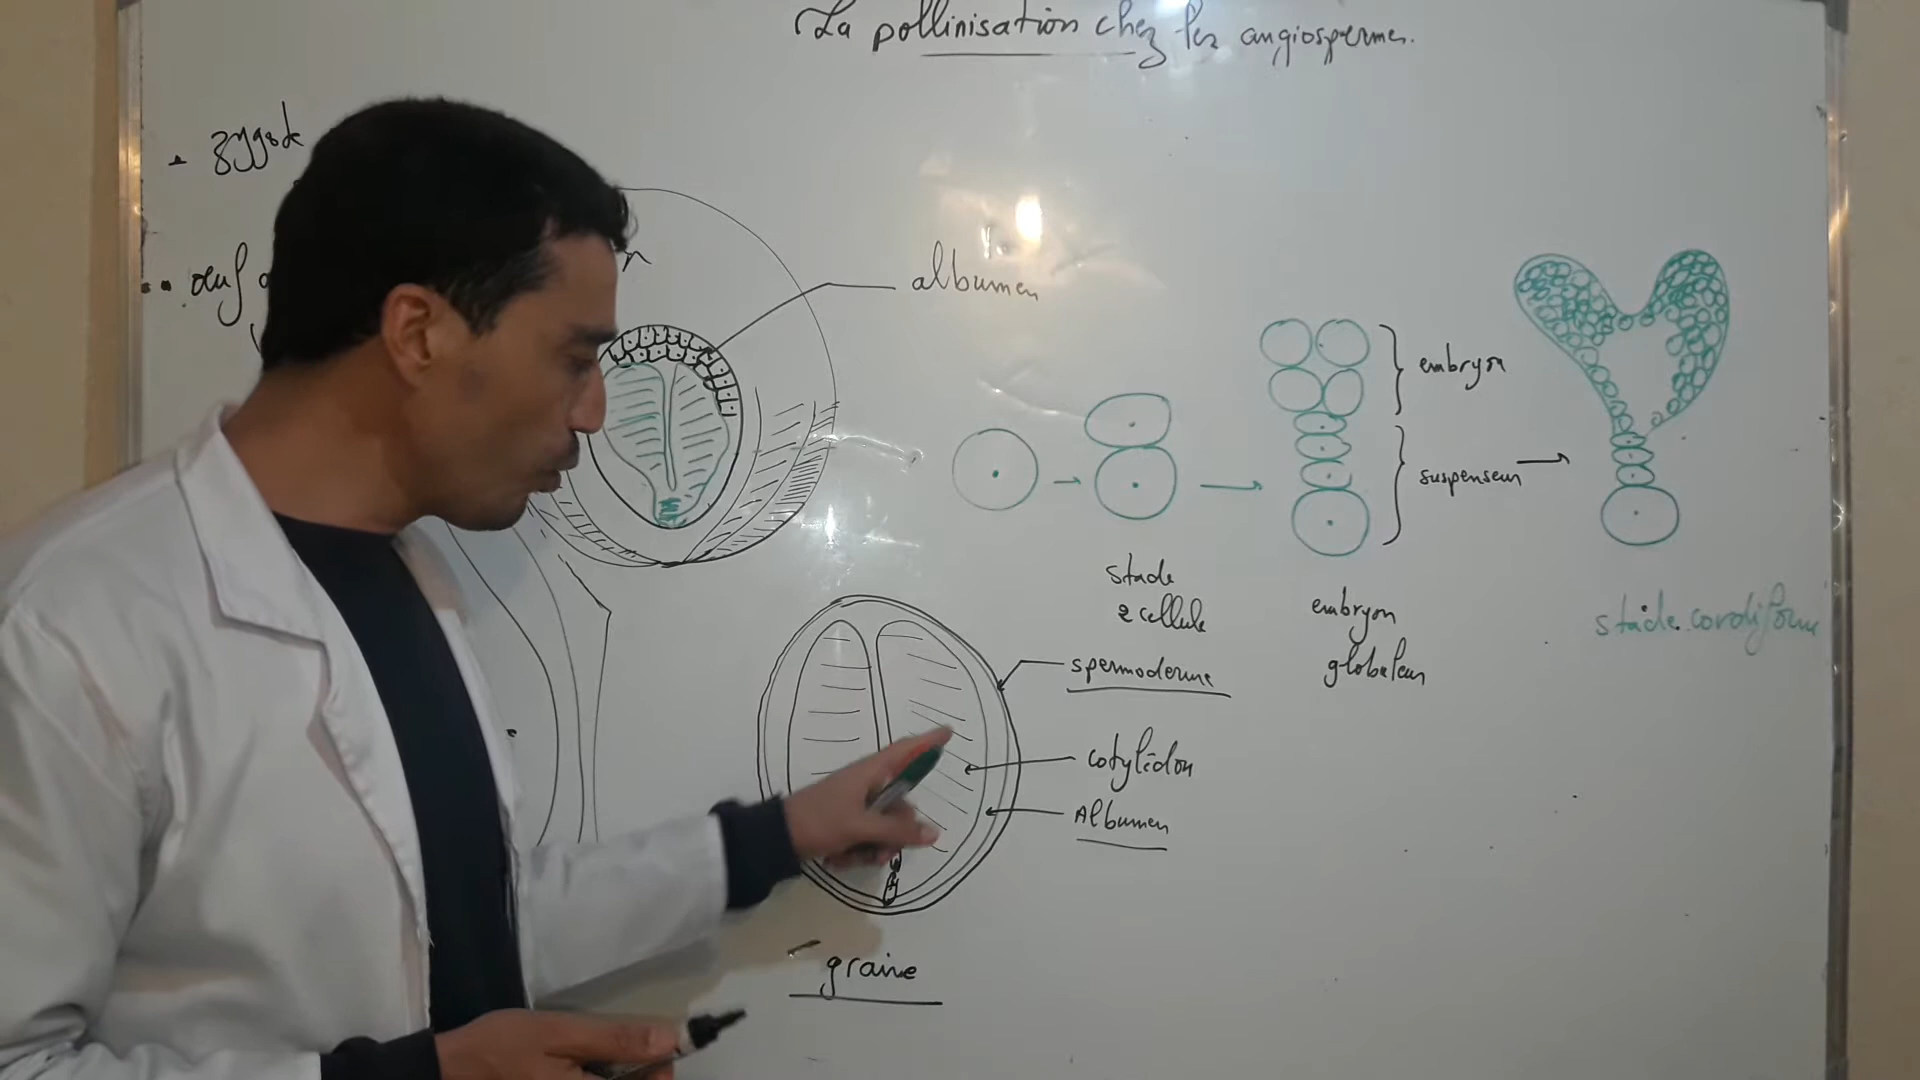 La pollinisation chez les angiospermes.
- zygote
œuf
n
albumen
embryon
suspenseur
stade
2 cellule
embryon
globuleux
stade cordiforme
spermoderme
cotylédon
Albumen
graine